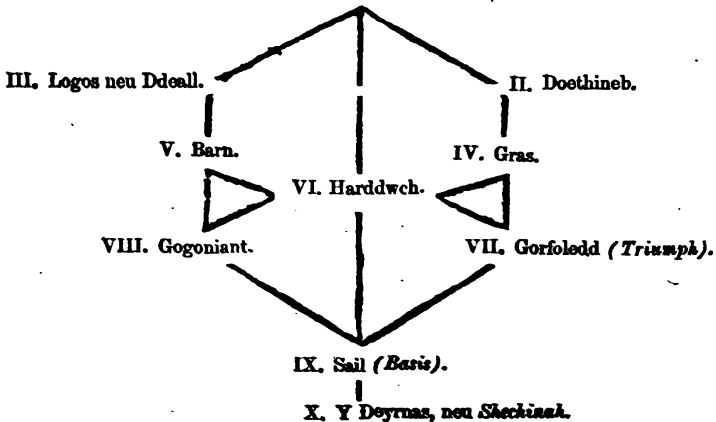 III. Logos neu Ddeall.
II. Doethineb.
V. Barn.
IV. Gras.
VI. Harddwch.
VIII. Gogoniant.
VII. Gorfoledd (Triumph).
IX. Sail (Basis).
X. Y Deyrnas, neu Shechinah.